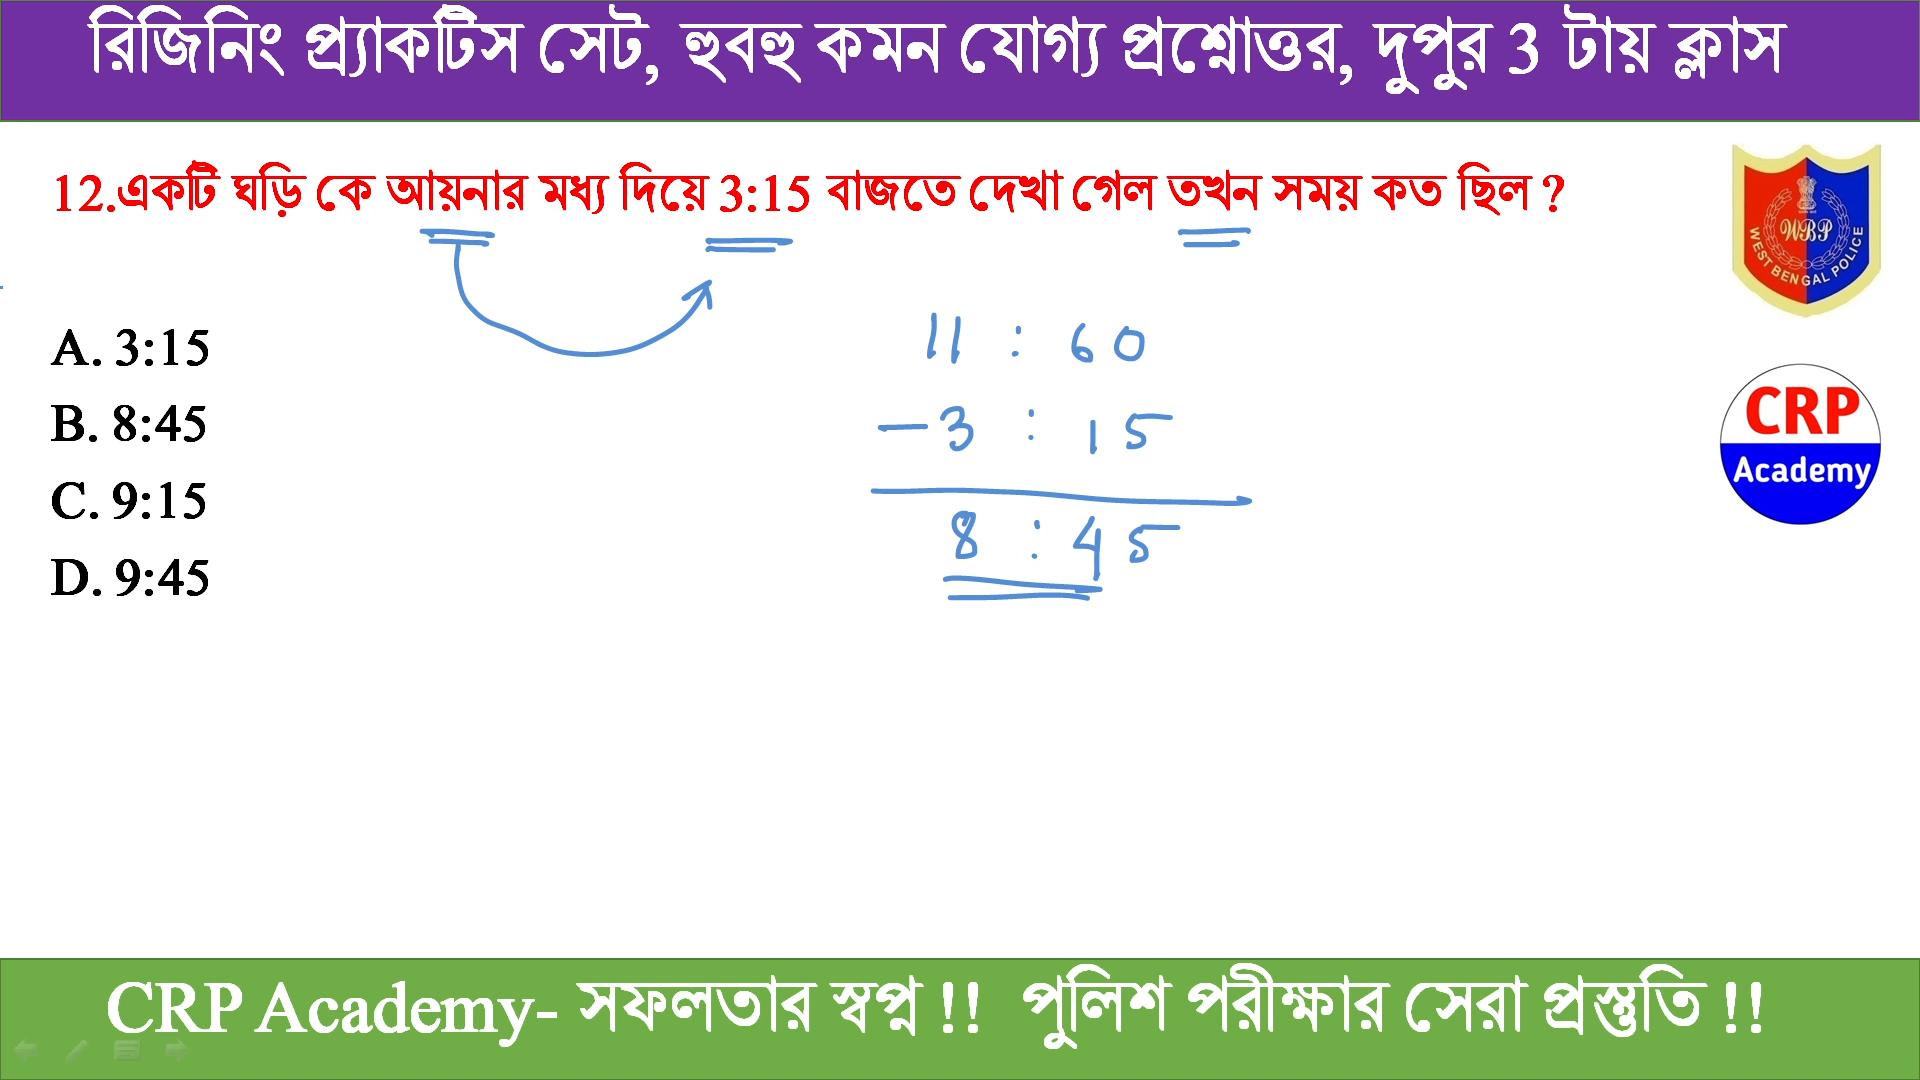 রিজিনিং প্র্যাকটিস সেট, হুবহু কমন যোগ্য প্রশ্নোত্তর, দুপুর 3 টায় ক্লাস
12.একটি ঘড়ি কে আয়নার মধ্য দিয়ে 3:15 বাজতে দেখা গেল তখন সময় কত ছিল ?
WBP
WEST BENGAL POLICE
A. 3:15
B. 8:45
C. 9:15
D. 9:45
11 : 60
- 3 : 15
8 : 45
CRP
Academy
CRP Academy- সফলতার স্বপ্ন !! পুলিশ পরীক্ষার সেরা প্রস্তুতি !!